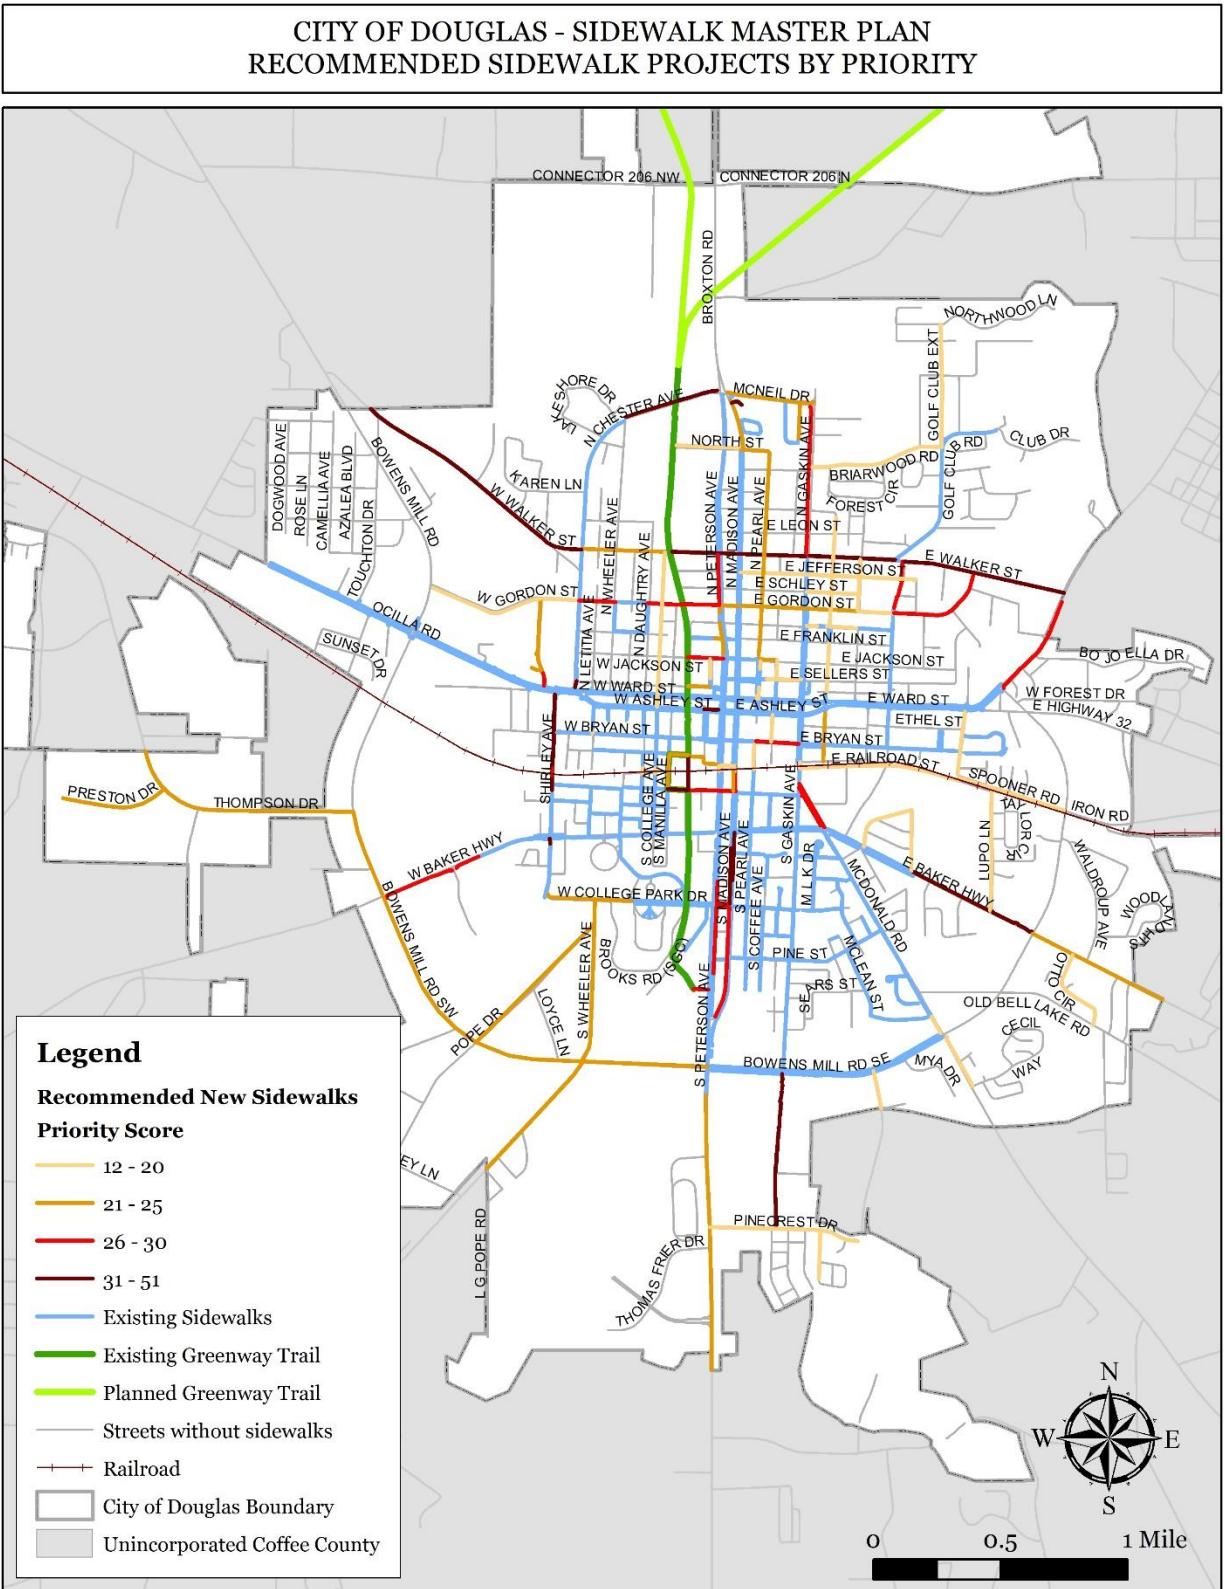 CITY OF DOUGLAS - SIDEWALK MASTER PLAN
RECOMMENDED SIDEWALK PROJECTS BY PRIORITY
CONNECTOR 206 NW
CONNECTOR 206 N
BROXTON RD
NORTHWOOD LN
GOLF CLUB EXT
LAKESHORE DR
N CHESTER AVE
MCNEIL DR
NORTH ST
N GASKIN AVE
GOLF CLUB RD
CLUB DR
BRIARWOOD RD
FOREST CIR
DOGWOOD AVE
ROSE LN
CAMELLIA AVE
AZALEA BLVD
TOUCHTON DR
BOWENS MILL RD
KAREN LN
W WALKER ST
N WHEELER AVE
N DAUGHTRY AVE
N PETERSON AVE
N MADISON AVE
N PEARL AVE
E LEON ST
E WALKER ST
E JEFFERSON ST
E SCHLEY ST
E GORDON ST
W GORDON ST
OCILLA RD
SUNSET DR
N LETITIA AVE
E FRANKLIN ST
E JACKSON ST
W JACKSON ST
E SELLERS ST
BO JO ELLA DR
W WARD ST
W ASHLEY ST
E ASHLEY ST
E WARD ST
W FOREST DR
E HIGHWAY 32
ETHEL ST
W BRYAN ST
E BRYAN ST
E RAILROAD ST
SHIRLEY AVE
SPOONER RD
IRON RD
PRESTON DR
THOMPSON DR
S COLLEGE AVE
S MANILLA AVE
S GASKIN AVE
TAYLOR CIR
LUPO LN
W BAKER HWY
S MADISON AVE
S PEARL AVE
S COFFEE AVE
M L K DR
MCDONALD RD
E BAKER HWY
WALDROUP AVE
WOODLAND HTS
W COLLEGE PARK DR
BOWENS MILL RD SW
S WHEELER AVE
BROOKS RD (SGC)
PINE ST
MCLEAN ST
SEARS ST
OTTO CIR
OLD BELL LAKE RD
CECIL WAY
POPE DR
LOYCE LN
S PETERSON AVE
BOWENS MILL RD SE
MYA DR
EY LN
L G POPE RD
PINECREST DR
THOMAS FRIER DR
Legend
Recommended New Sidewalks
Priority Score
12 - 20
21 - 25
26 - 30
31 - 51
Existing Sidewalks
Existing Greenway Trail
Planned Greenway Trail
Streets without sidewalks
Railroad
City of Douglas Boundary
Unincorporated Coffee County
N
W
E
S
0 0.5 1 Mile